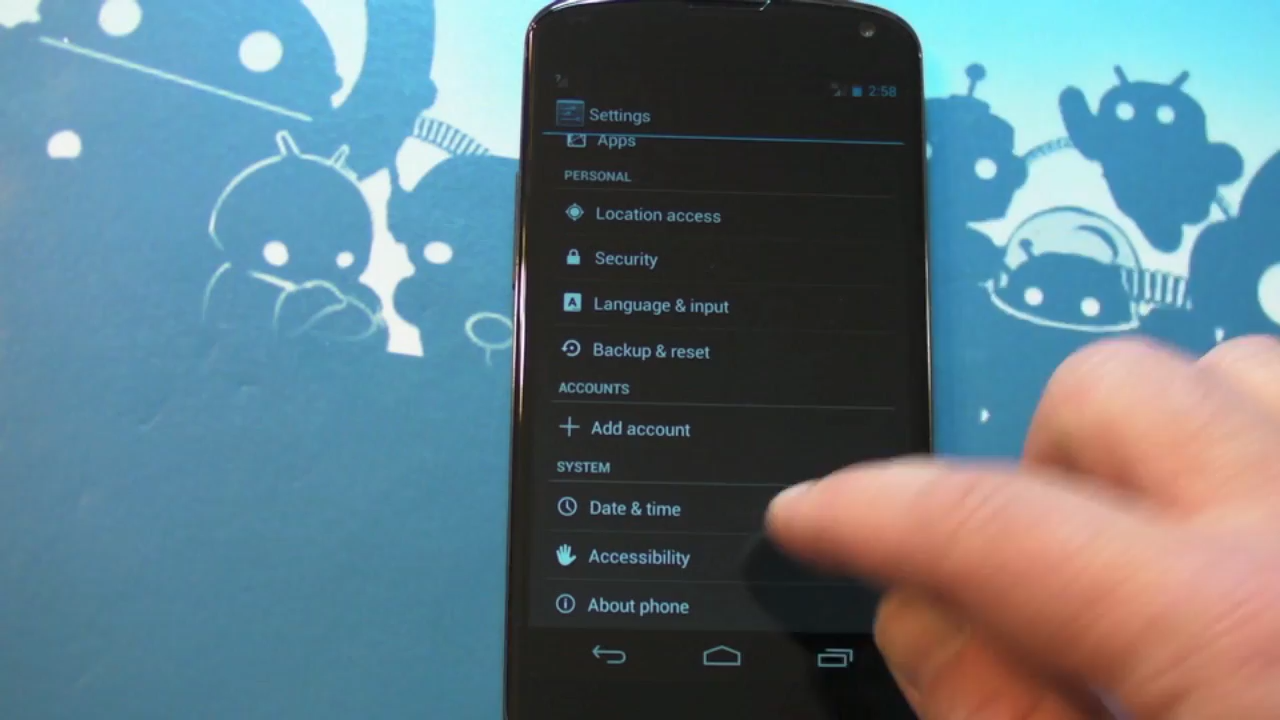 2:58
Settings
Apps
PERSONAL
Location access
Security
A Language & input
Backup & reset
ACCOUNTS
Add account
SYSTEM
Date & time
Accessibility
About phone